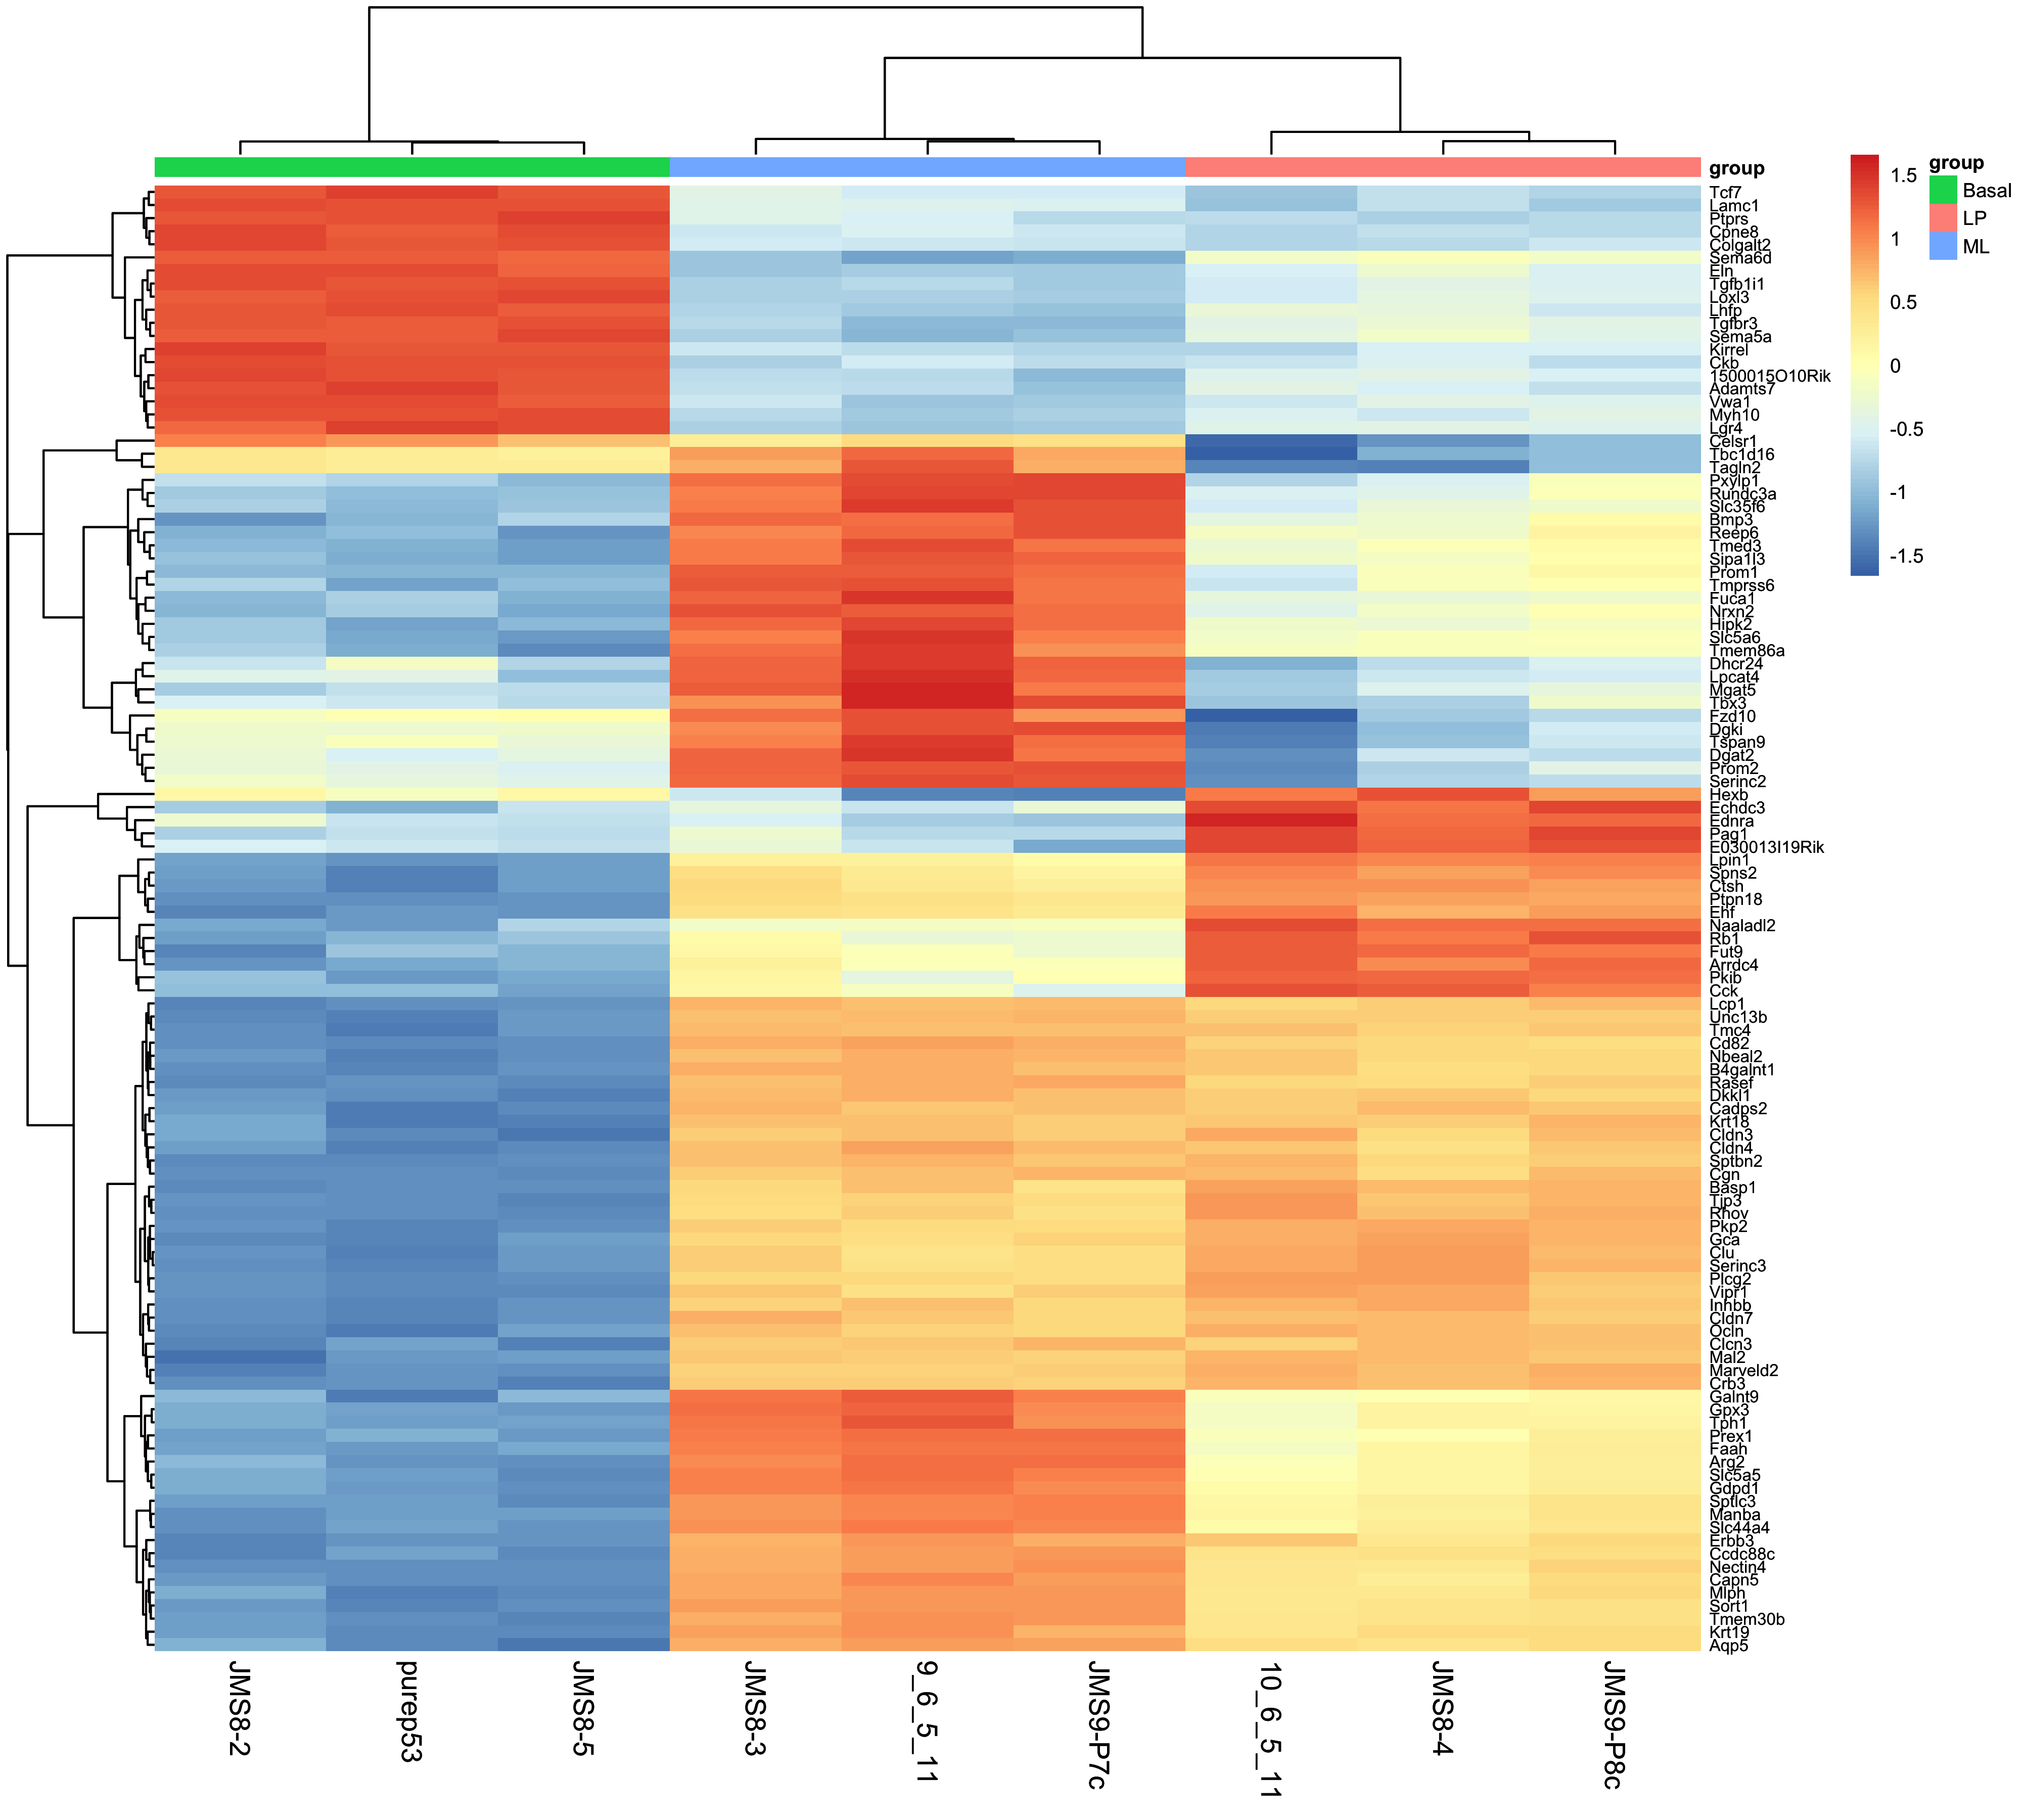 group
Tcf7
Lamc1
Ptprs
Cpne8
Colgalt2
Sema6d
Eln
Tgfb1i1
Loxl3
Lhfp
Tgfbr3
Sema5a
Kirrel
Ckb
1500015O10Rik
Adamts7
Vwa1
Myh10
Lgr4
Celsr1
Tbc1d16
Tagln2
Pxylp1
Rundc3a
Slc35f6
Bmp3
Reep6
Tmed3
Sipa1l3
Prom1
Tmprss6
Fuca1
Nrxn2
Hipk2
Slc5a6
Tmem86a
Dhcr24
Lpcat4
Mgat5
Tbx3
Fzd10
Dgki
Tspan9
Dgat2
Prom2
Serinc2
Hexb
Echdc3
Ednra
Pag1
E030013I19Rik
Lpin1
Spns2
Ctsh
Ptpn18
Ehf
Naaladl2
Rb1
Fut9
Arrdc4
Pkib
Cck
Lcp1
Unc13b
Tmc4
Cd82
Nbeal2
B4galnt1
Rasef
Dkkl1
Cadps2
Krt18
Cldn3
Cldn4
Sptbn2
Cgn
Basp1
Tjp3
Rhov
Pkp2
Gca
Clu
Serinc3
Plcg2
Vipr1
Inhbb
Cldn7
Ocln
Clcn3
Mal2
Marveld2
Crb3
Galnt9
Gpx3
Tph1
Prex1
Faah
Arg2
Slc5a5
Gdpd1
Sptlc3
Manba
Slc44a4
Erbb3
Ccdc88c
Nectin4
Capn5
Mlph
Sort1
Tmem30b
Krt19
Aqp5
JMS8-2
purep53
JMS8-5
JMS8-3
9_6_5_11
JMS9-P7c
10_6_5_11
JMS8-4
JMS9-P8c
1.5
1
0.5
0
-0.5
-1
-1.5
group
Basal
LP
ML